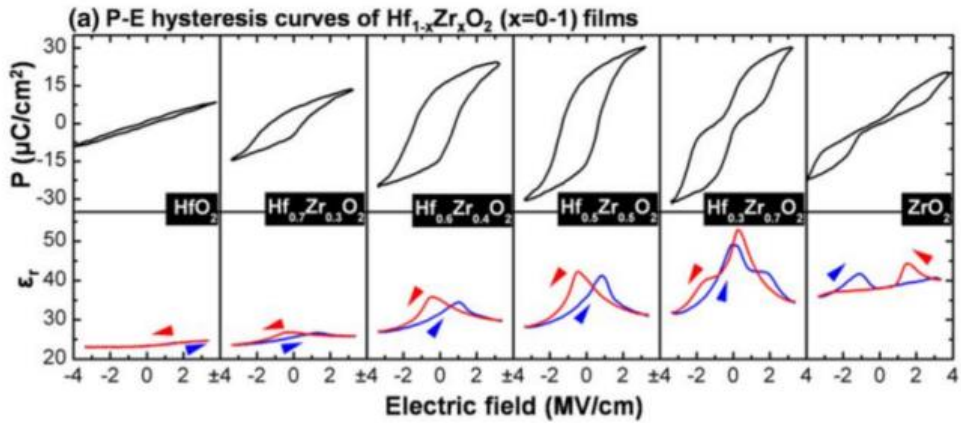 (a) P-E hysteresis curves of Hf₁₋ₓZrₓO₂ (x=0-1) films
P (μC/cm²)
30
15
0
-15
-30
HfO₂
Hf₀.₇Zr₀.₃O₂
Hf₀.₆Zr₀.₄O₂
Hf₀.₅Zr₀.₅O₂
Hf₀.₃Zr₀.₇O₂
ZrO₂
εᵣ
50
40
30
20
-4 -2 0 2 ±4 -2 0 2 ±4 -2 0 2 ±4 -2 0 2 ±4 -2 0 2 ±4 -2 0 2 4
Electric field (MV/cm)